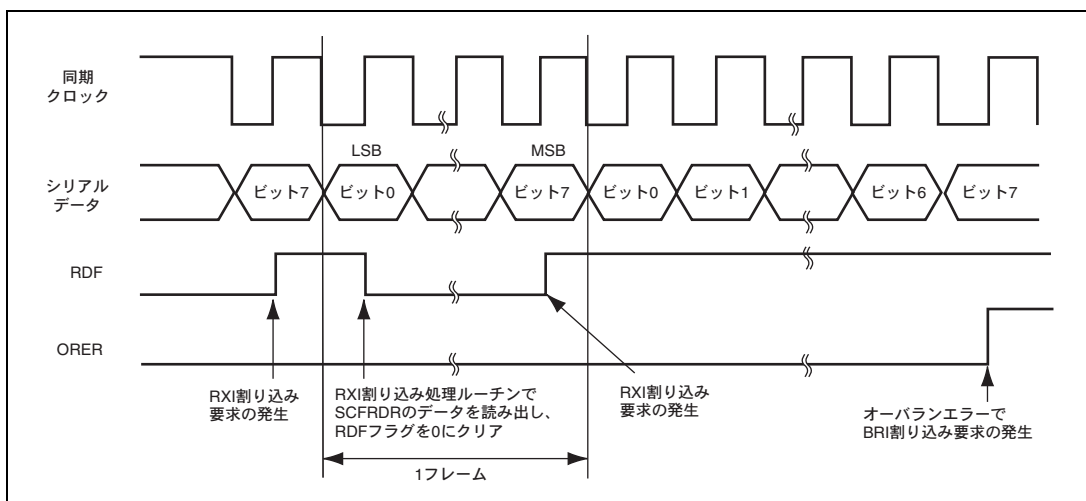 同期
クロック
LSB
MSB
シリアル
データ
ビット7
ビット0
ビット7
ビット0
ビット1
ビット6
ビット7
RDF
ORER
RXI割り込み
要求の発生
RXI割り込み処理ルーチンで
SCFRDRのデータを読み出し、
RDFフラグを0にクリア
RXI割り込み
要求の発生
オーバランエラーで
BRI割り込み要求の発生
1フレーム